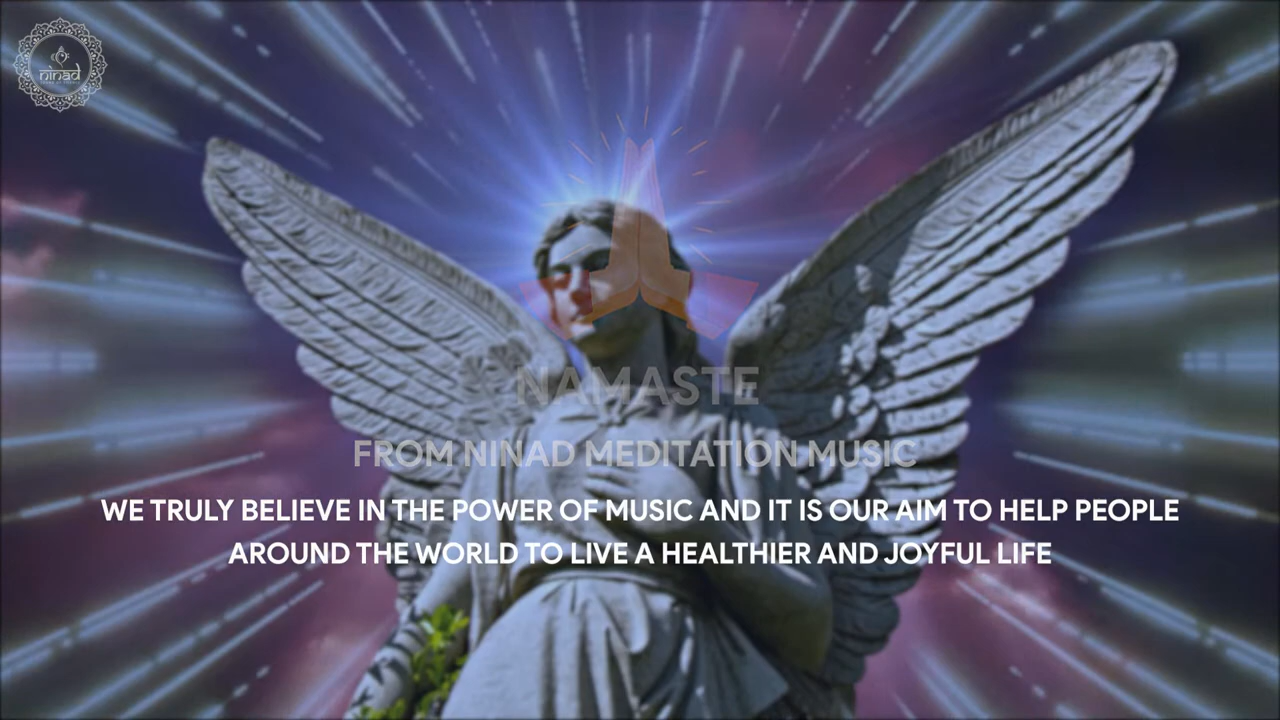 ninad
NAMASTE
FROM NINAD MEDITATION MUSIC
WE TRULY BELIEVE IN THE POWER OF MUSIC AND IT IS OUR AIM TO HELP PEOPLE
AROUND THE WORLD TO LIVE A HEALTHIER AND JOYFUL LIFE